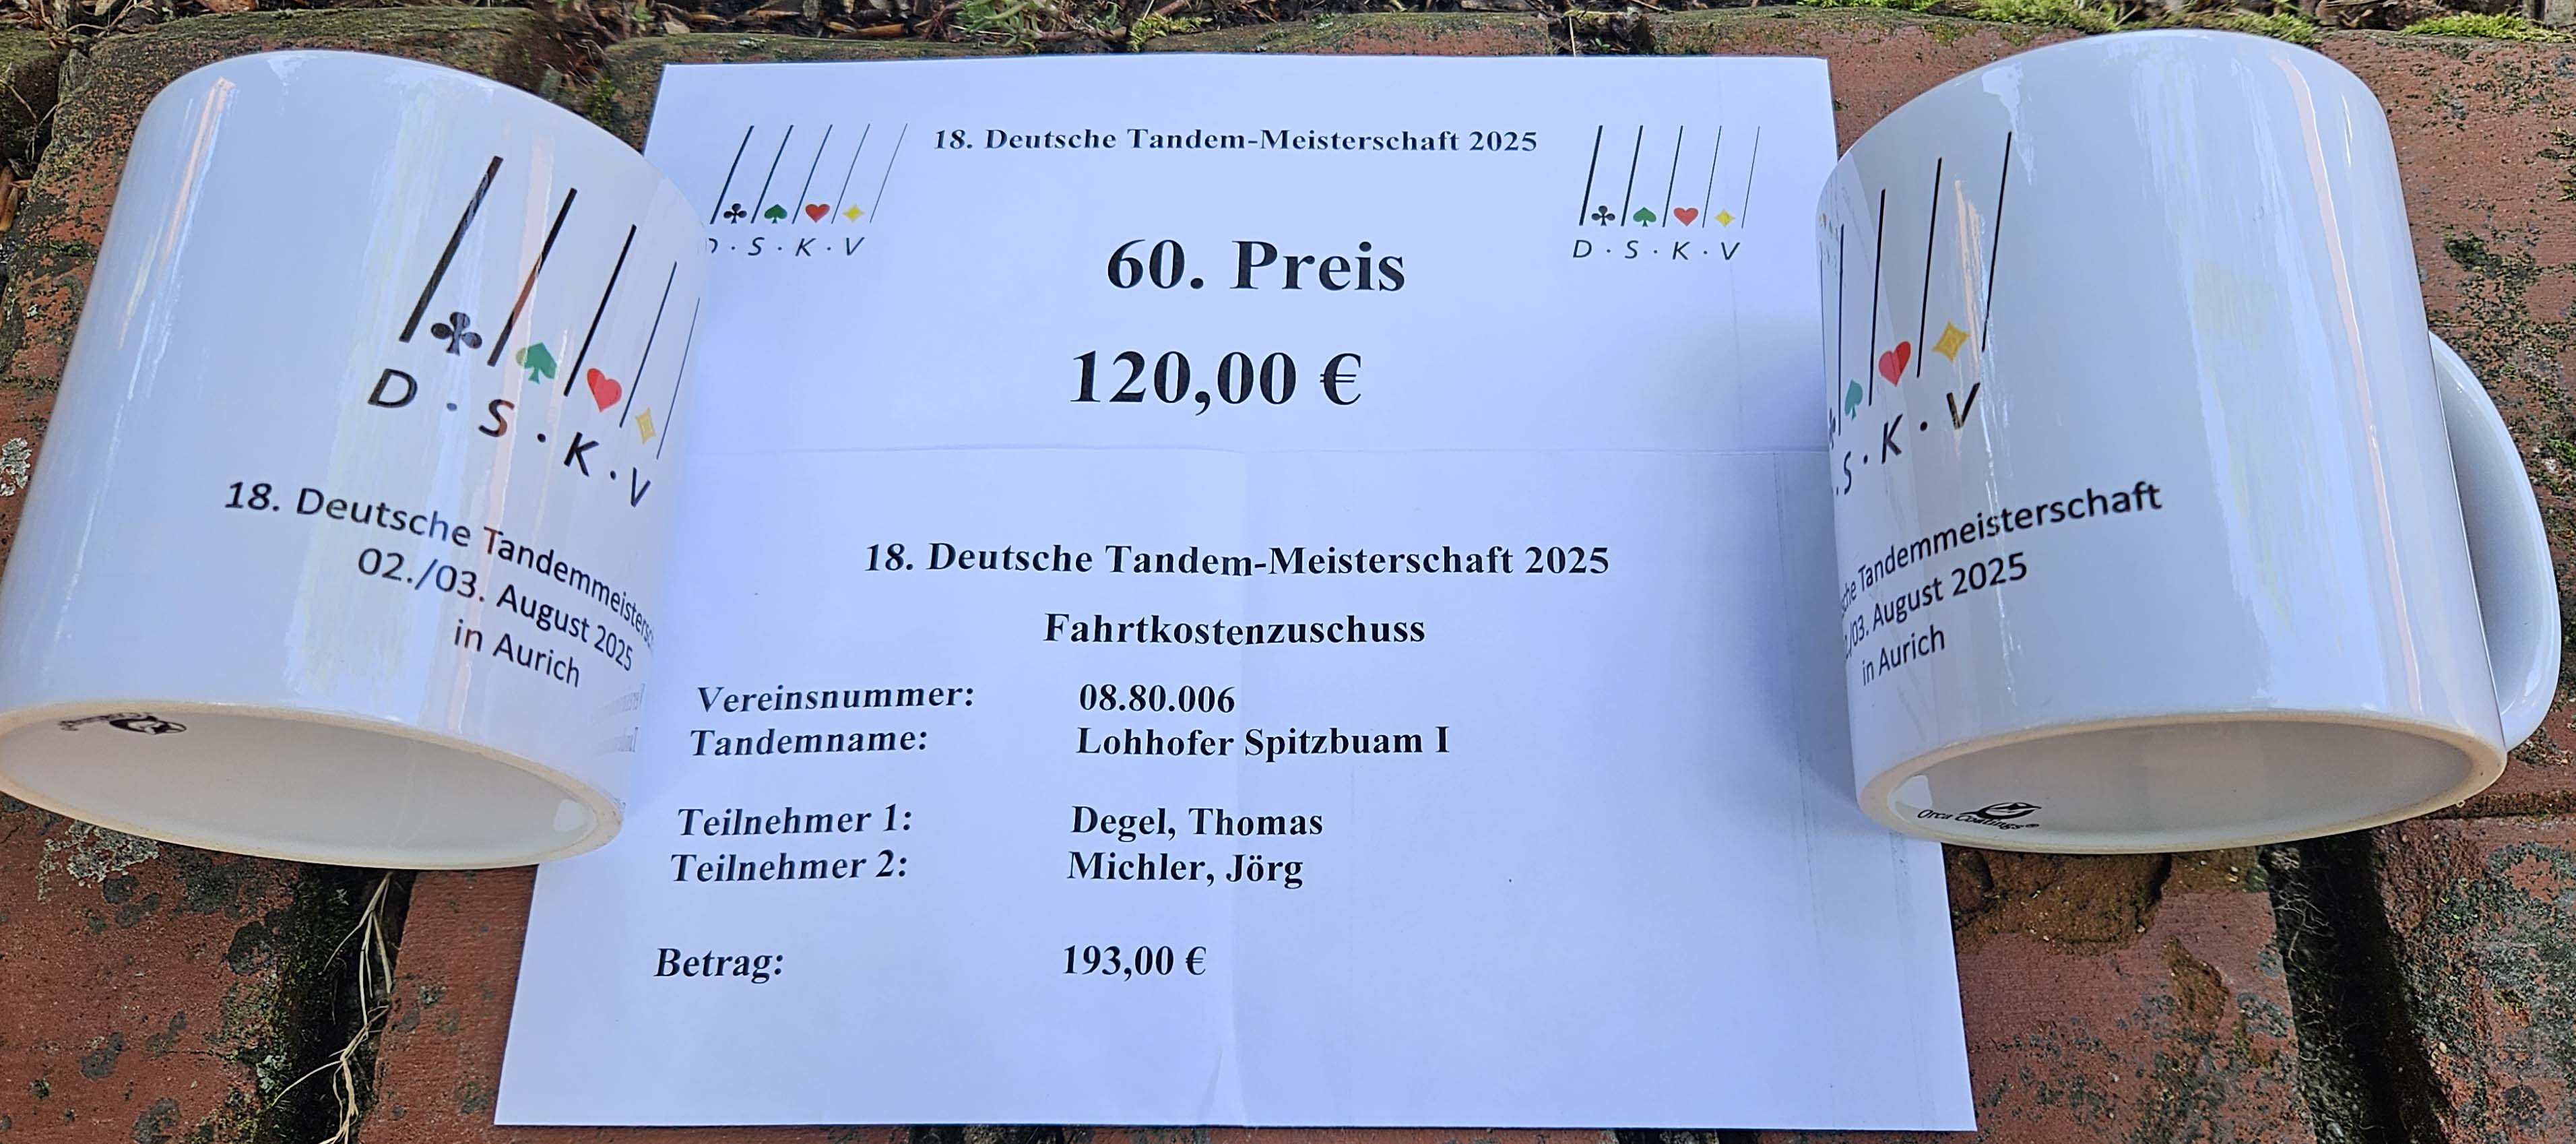 D · S · K · V
18. Deutsche
02./03. August 2025
in Aurich
18. Deutsche Tandem-Meisterschaft 2025
· S · K · V
D · S · K · V
60. Preis
120,00 €
18. Deutsche Tandem-Meisterschaft 2025
Fahrtkostenzuschuss
Vereinsnummer: 08.80.006
Tandemname: Lohhofer Spitzbuam I
Teilnehmer 1: Degel, Thomas
Teilnehmer 2: Michler, Jörg
Betrag: 193,00 €
S · K · V
Tandemmeisterschaft
/03. August 2025
in Aurich
Orca Coatings®